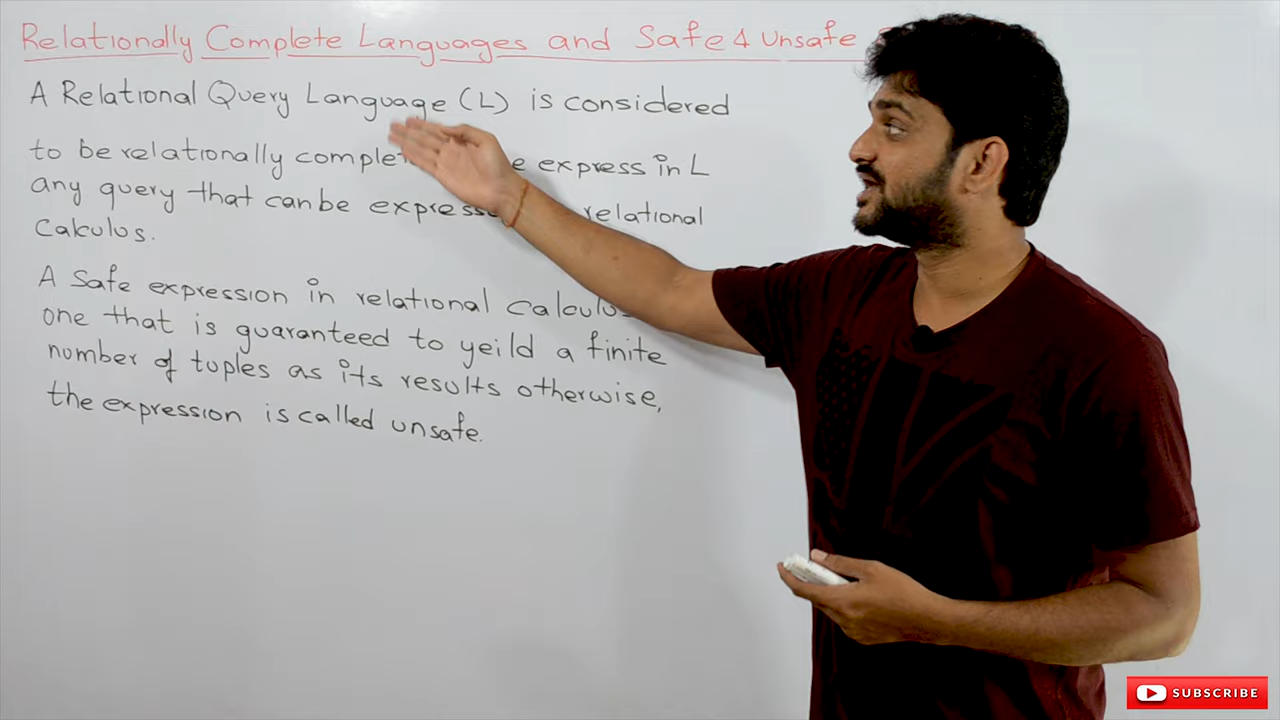 Relationally Complete Languages and Safe & Unsafe
A Relational Query Language (L) is considered
to be relationally comple express in L
any query that can be expresse relational
Calculus.
A Safe expression in relational calculus
one that is guaranteed to yeild a finite
number of tuples as its results otherwise,
the expression is called unsafe.
SUBSCRIBE